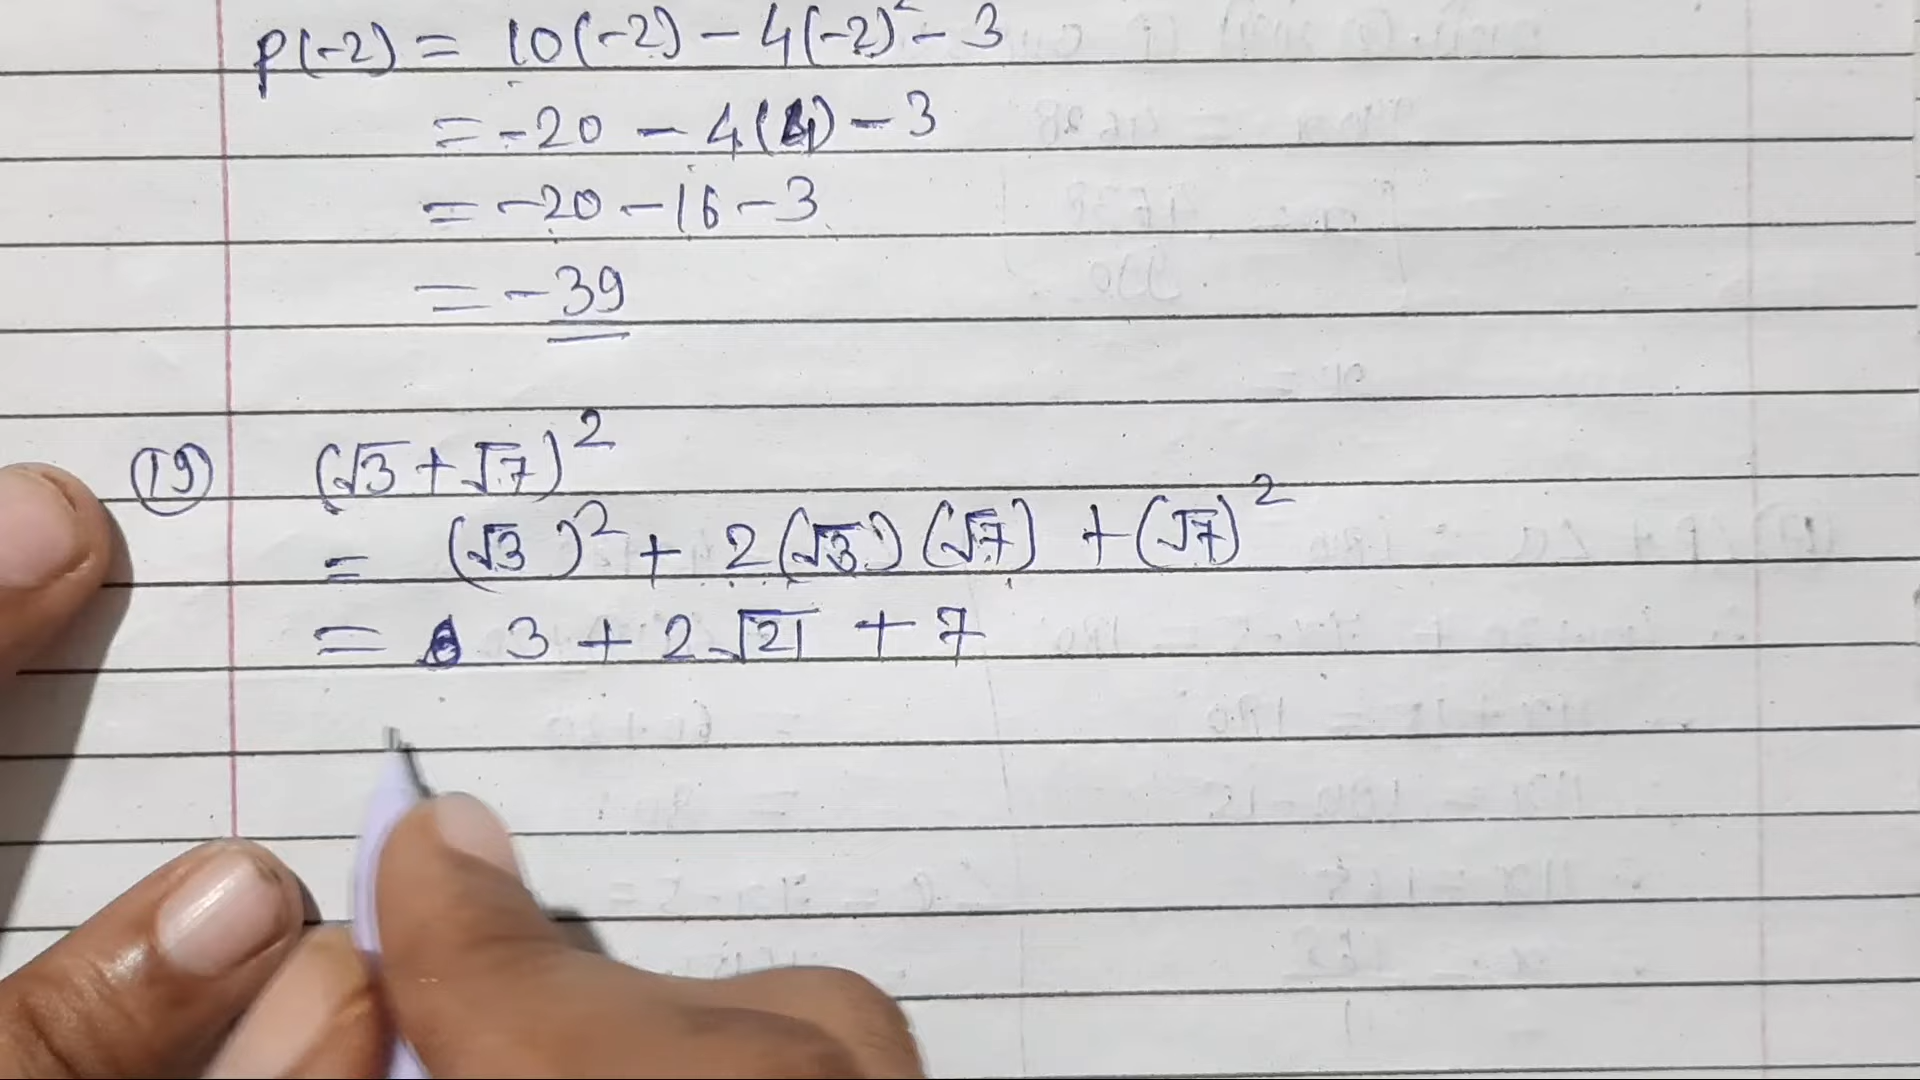 p(-2) = 10(-2) - 4(-2)² - 3
= -20 - 4(4) - 3
= -20 - 16 - 3
= -39
(19) (√3 + √7)²
= (√3)² + 2(√3)(√7) + (√7)²
= 3 + 2√21 + 7